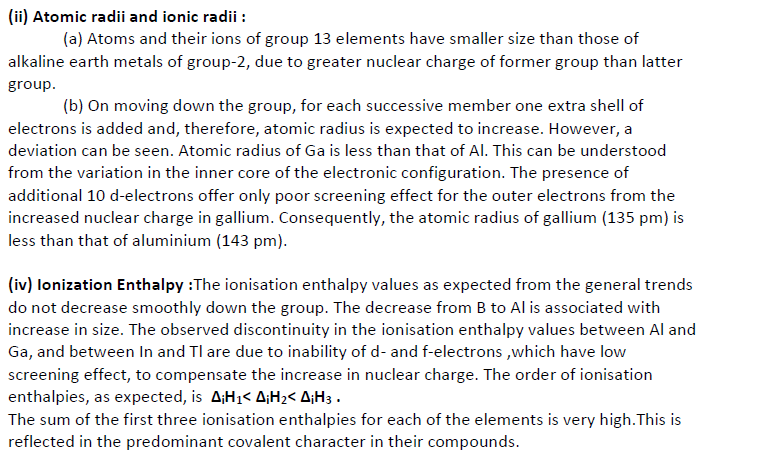 (ii) Atomic radii and ionic radii :
(a) Atoms and their ions of group 13 elements have smaller size than those of
alkaline earth metals of group-2, due to greater nuclear charge of former group than latter
group.
(b) On moving down the group, for each successive member one extra shell of
electrons is added and, therefore, atomic radius is expected to increase. However, a
deviation can be seen. Atomic radius of Ga is less than that of Al. This can be understood
from the variation in the inner core of the electronic configuration. The presence of
additional 10 d-electrons offer only poor screening effect for the outer electrons from the
increased nuclear charge in gallium. Consequently, the atomic radius of gallium (135 pm) is
less than that of aluminium (143 pm).
(iv) Ionization Enthalpy :The ionisation enthalpy values as expected from the general trends
do not decrease smoothly down the group. The decrease from B to Al is associated with
increase in size. The observed discontinuity in the ionisation enthalpy values between Al and
Ga, and between In and Tl are due to inability of d- and f-electrons ,which have low
screening effect, to compensate the increase in nuclear charge. The order of ionisation
enthalpies, as expected, is ΔᵢH₁< ΔᵢH₂< ΔᵢH₃ .
The sum of the first three ionisation enthalpies for each of the elements is very high.This is
reflected in the predominant covalent character in their compounds.